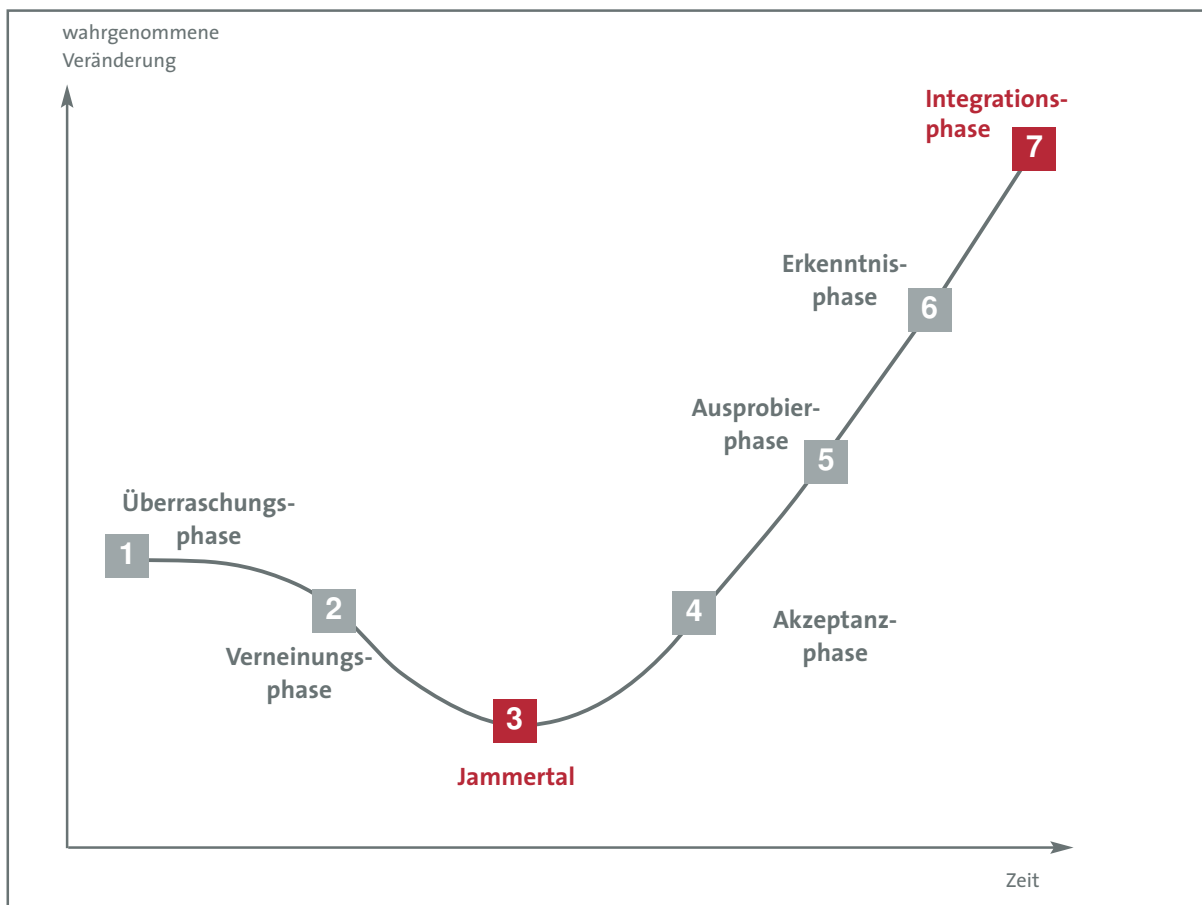 wahrgenommene
Veränderung
Integrations-
phase
7
Erkenntnis-
phase
6
Ausprobier-
phase
5
Überraschungs-
phase
1
2
Verneinungs-
phase
4
Akzeptanz-
phase
3
Jammertal
Zeit